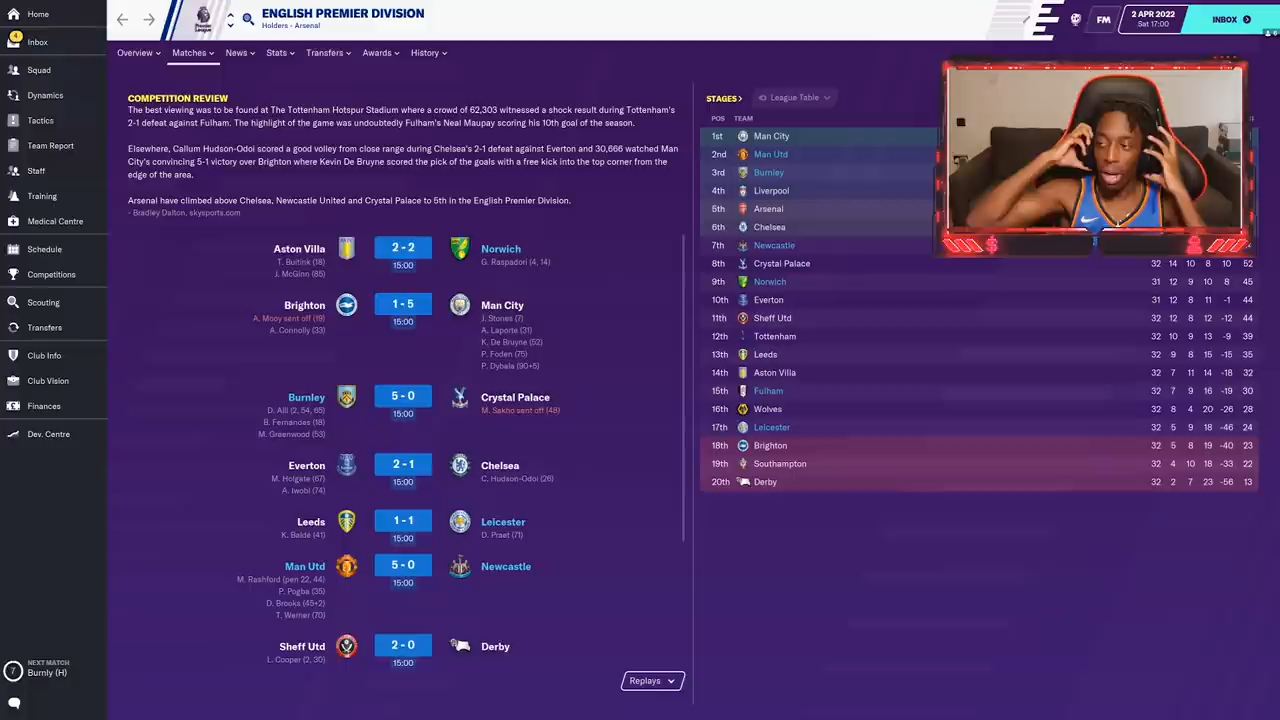 Home
4
Inbox
Squad
Dynamics
Tactics
Team Report
Staff
Training
Medical Centre
Schedule
Competitions
Scouting
Transfers
Club Info
Club Vision
Finances
Dev. Centre
7
NEXT MATCH
Burnly (H)
Premier League
ENGLISH PREMIER DIVISION
Holders - Arsenal
FM
2 APR 2022
Sat 17:00
INBOX
6
Overview
Matches
News
Stats
Transfers
Awards
History
COMPETITION REVIEW
The best viewing was to be found at The Tottenham Hotspur Stadium where a crowd of 62,303 witnessed a shock result during Tottenham's
2-1 defeat against Fulham. The highlight of the game was undoubtedly Fulham's Neal Maupay scoring his 10th goal of the season.
Elsewhere, Callum Hudson-Odoi scored a good volley from close range during Chelsea's 2-1 defeat against Everton and 30,666 watched Man
City's convincing 5-1 victory over Brighton where Kevin De Bruyne scored the pick of the goals with a free kick into the top corner from the
edge of the area.
Arsenal have climbed above Chelsea, Newcastle United and Crystal Palace to 5th in the English Premier Division.
- Bradley Dalton, skysports.com
Aston Villa 2 - 2 Norwich
T. Buitink (18) 15:00 G. Raspadori (4, 14)
J. McGinn (85)
Brighton 1 - 5 Man City
A. Mooy sent off (19) 15:00 J. Stones (7)
A. Connolly (33) A. Laporte (31)
K. De Bruyne (52)
P. Foden (75)
P. Dybala (90+5)
Burnley 5 - 0 Crystal Palace
D. Aill (2, 54, 65) 15:00 M. Sakho sent off (48)
B. Fernandes (18)
M. Greenwood (53)
Everton 2 - 1 Chelsea
M. Holgate (67) 15:00 C. Hudson-Odoi (26)
A. Iwobi (74)
Leeds 1 - 1 Leicester
K. Baldé (41) 15:00 D. Praet (71)
Man Utd 5 - 0 Newcastle
M. Rashford (pen 22, 44) 15:00
P. Pogba (35)
D. Brooks (45+2)
T. Werner (70)
Sheff Utd 2 - 0 Derby
L. Cooper (2, 30) 15:00
Replays
STAGES
League Table
POS TEAM
1st Man City
2nd Man Utd
3rd Burnley
4th Liverpool
5th Arsenal
6th Chelsea
7th Newcastle
8th Crystal Palace 32 14 10 8 10 52
9th Norwich 31 12 9 10 8 45
10th Everton 31 12 8 11 -1 44
11th Sheff Utd 32 12 8 12 -12 44
12th Tottenham 32 10 9 13 -9 39
13th Leeds 32 9 8 15 -15 35
14th Aston Villa 32 7 11 14 -18 32
15th Fulham 32 7 9 16 -19 30
16th Wolves 32 8 4 20 -26 28
17th Leicester 32 5 9 18 -46 24
18th Brighton 32 5 8 19 -40 23
19th Southampton 32 4 10 18 -33 22
20th Derby 32 2 7 23 -56 13